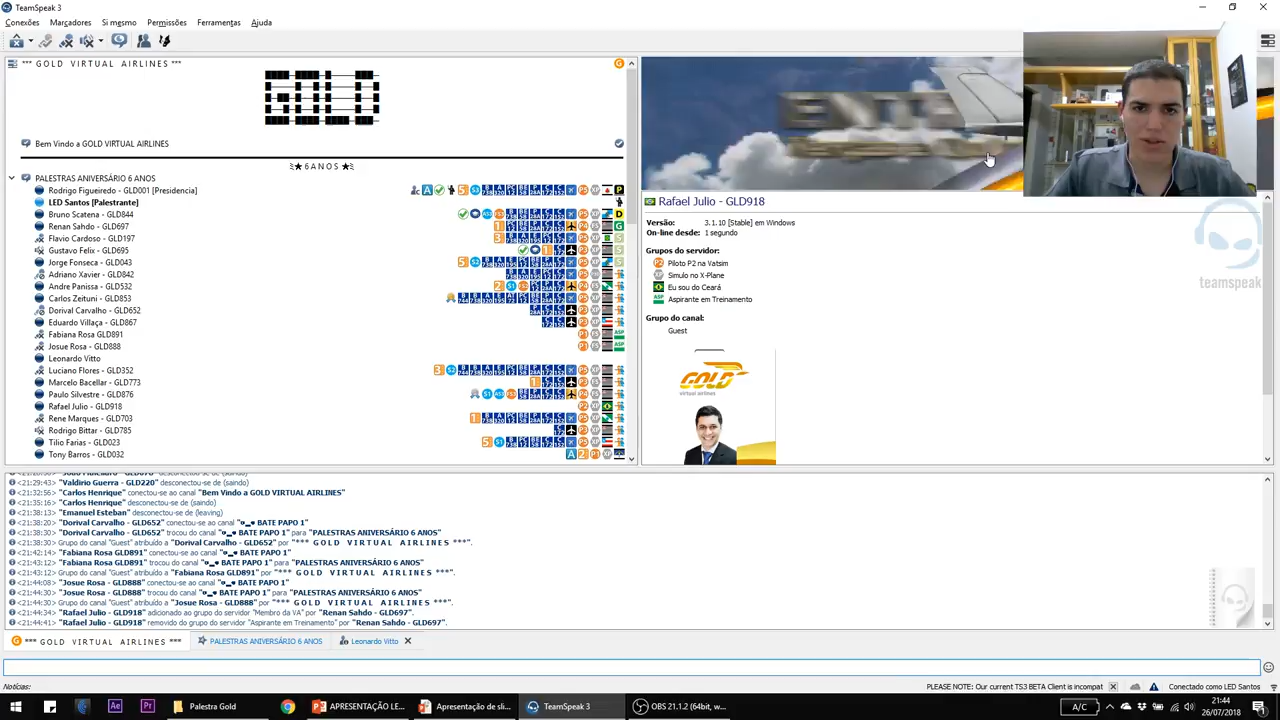 TeamSpeak 3
Conexões Marcadores Si mesmo Permissões Ferramentas Ajuda
*** GOLD VIRTUAL AIRLINES ***
Bem Vindo a GOLD VIRTUAL AIRLINES
6 ANOS
PALESTRAS ANIVERSÁRIO 6 ANOS
Rodrigo Figueiredo - GLD001 [Presidencia]
LED Santos [Palestrante]
Bruno Scatena - GLD844
Renan Sahdo - GLD697
Flavio Cardoso - GLD197
Gustavo Felix - GLD695
Jorge Fonseca - GLD043
Adriano Xavier - GLD842
Andre Panissa - GLD532
Carlos Zeituni - GLD853
Dorival Carvalho - GLD652
Eduardo Villaça - GLD867
Fabiana Rosa GLD891
Josue Rosa - GLD888
Leonardo Vitto
Luciano Flores - GLD352
Marcelo Bacellar - GLD773
Paulo Silvestre - GLD876
Rafael Julio - GLD918
Rene Marques - GLD703
Rodrigo Bittar - GLD785
Tilio Farias - GLD023
Tony Barros - GLD032
Rafael Julio - GLD918
Versão: 3.1.10 [Stable] em Windows
On-line desde: 1 segundo
Grupos do servidor:
P2 Piloto P2 na Vatsim
XP Simulo no X-Plane
Eu sou do Ceará
ASP Aspirante em Treinamento
Grupo do canal:
Guest
GOLD
virtual airlines
teamspeak
<21:29:43> "Valdirio Guerra - GLD220" desconectou-se de (saindo)
<21:32:56> "Carlos Henrique" conectou-se ao canal "Bem Vindo a GOLD VIRTUAL AIRLINES"
<21:35:16> "Carlos Henrique" desconectou-se de (saindo)
<21:38:13> "Emanuel Esteban" desconectou-se de (leaving)
<21:38:20> "Dorival Carvalho - GLD652" conectou-se ao canal "BATE PAPO 1"
<21:38:30> "Dorival Carvalho - GLD652" trocou do canal "BATE PAPO 1" para "PALESTRAS ANIVERSÁRIO 6 ANOS"
<21:38:30> Grupo do canal "Guest" atribuído a "Dorival Carvalho - GLD652" por "*** GOLD VIRTUAL AIRLINES ***".
<21:42:14> "Fabiana Rosa GLD891" conectou-se ao canal "BATE PAPO 1"
<21:43:12> "Fabiana Rosa GLD891" trocou do canal "BATE PAPO 1" para "PALESTRAS ANIVERSÁRIO 6 ANOS"
<21:43:12> Grupo do canal "Guest" atribuído a "Fabiana Rosa GLD891" por "*** GOLD VIRTUAL AIRLINES ***".
<21:44:08> "Josue Rosa - GLD888" conectou-se ao canal "BATE PAPO 1"
<21:44:30> "Josue Rosa - GLD888" trocou do canal "BATE PAPO 1" para "PALESTRAS ANIVERSÁRIO 6 ANOS"
<21:44:30> Grupo do canal "Guest" atribuído a "Josue Rosa - GLD888" por "*** GOLD VIRTUAL AIRLINES ***".
<21:44:34> "Rafael Julio - GLD918" adicionado ao grupo do servidor "Membro da VA" por "Renan Sahdo - GLD697".
<21:44:41> "Rafael Julio - GLD918" removido do grupo do servidor "Aspirante em Treinamento" por "Renan Sahdo - GLD697".
*** GOLD VIRTUAL AIRLINES *** PALESTRAS ANIVERSÁRIO 6 ANOS Leonardo Vitto
Notícias: PLEASE NOTE: Our current TS3 BETA Client is incompat Conectado como LED Santos
Palestra Gold APRESENTAÇÃO LE... Apresentação de sli... TeamSpeak 3 OBS 21.1.2 (64bit, w... A/C 21:44
26/07/2018